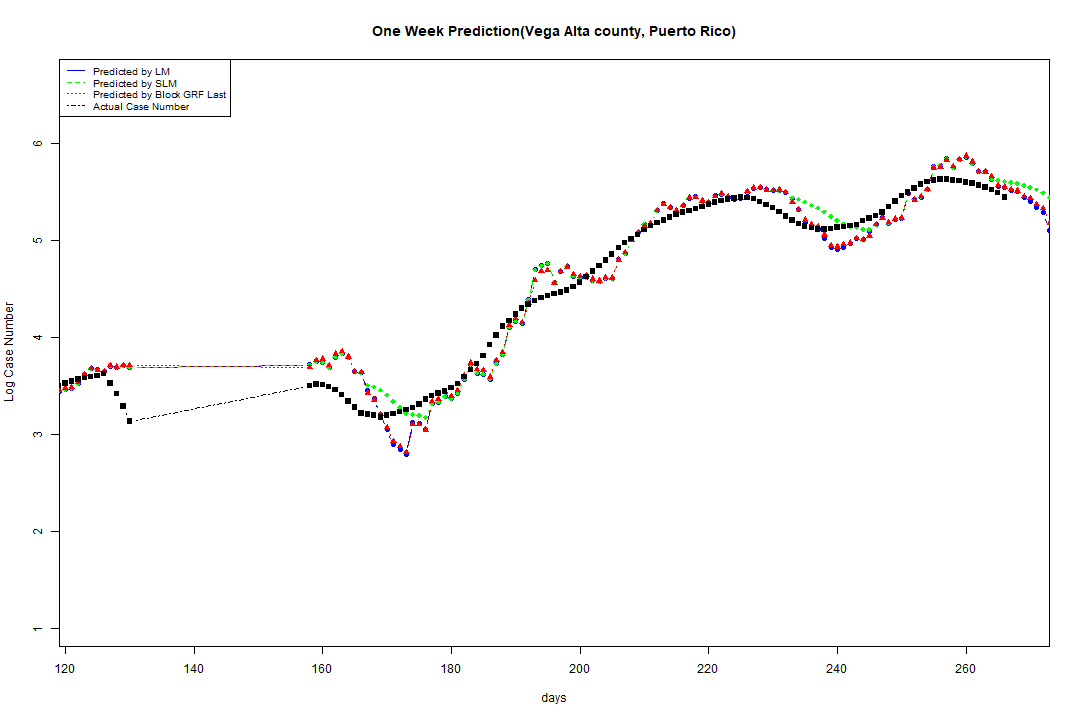 One Week Prediction(Vega Alta county, Puerto Rico)
Predicted by LM
Predicted by SLM
Predicted by Block GRF Last
Actual Case Number
Log Case Number
6
5
4
3
2
1
120 140 160 180 200 220 240 260
days